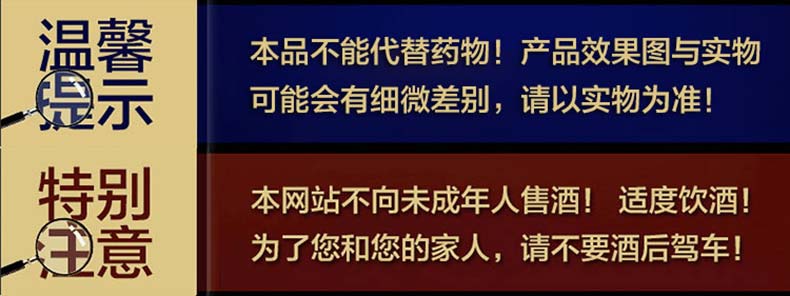 温馨
提示
本品不能代替药物！产品效果图与实物
可能会有细微差别，请以实物为准！
特别
注意
本网站不向未成年人售酒！ 适度饮酒！
为了您和您的家人，请不要酒后驾车！